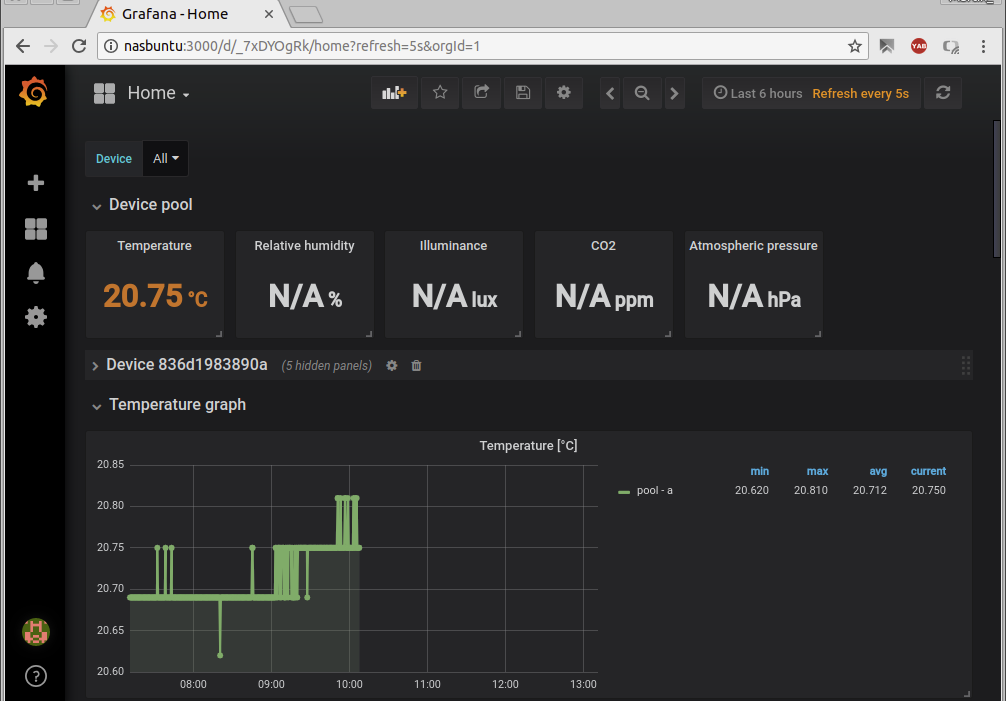 Grafana - Home
nasbuntu:3000/d/_7xDYOgRk/home?refresh=5s&orgId=1
YAB
Home
Last 6 hours Refresh every 5s
Device All
Device pool
Temperature Relative humidity Illuminance CO2 Atmospheric pressure
20.75 °C N/A % N/A lux N/A ppm N/A hPa
Device 836d1983890a (5 hidden panels)
Temperature graph
Temperature [°C]
20.85
20.80
20.75
20.70
20.65
20.60
08:00 09:00 10:00 11:00 12:00 13:00
min max avg current
pool - a 20.620 20.810 20.712 20.750
?